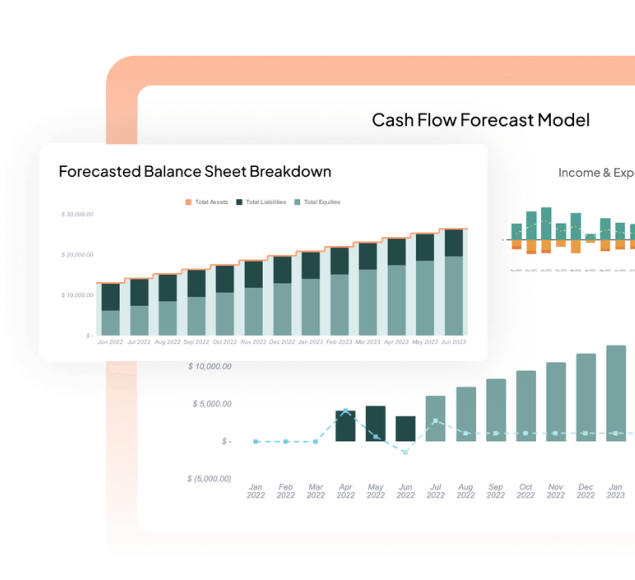 Cash Flow Forecast Model
Forecasted Balance Sheet Breakdown
Income & Exp
Total Assets Total Liabilities Total Equities
$ 30,000.00
$ 20,000.00
$ 10,000.00
$ -
Jun 2022 Jul 2022 Aug 2022 Sep 2022 Oct 2022 Nov 2022 Dec 2022 Jan 2023 Feb 2023 Mar 2023 Apr 2023 May 2023 Jun 2023
$ 10,000.00
$ 5,000.00
$ -
$ (5,000.00)
Jan Feb Mar Apr May Jun Jul Aug Sep Oct Nov Dec Jan
2022 2022 2022 2022 2022 2022 2022 2022 2022 2022 2022 2022 2023